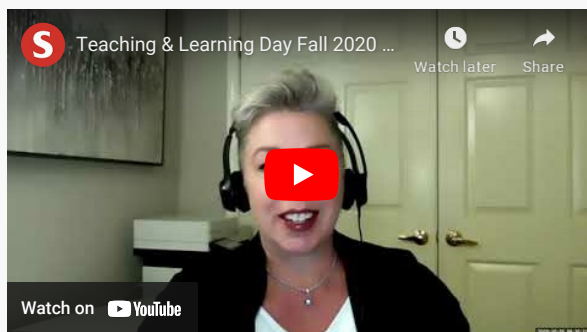 S
Teaching & Learning Day Fall 2020 ...
Watch later
Share
Watch on YouTube